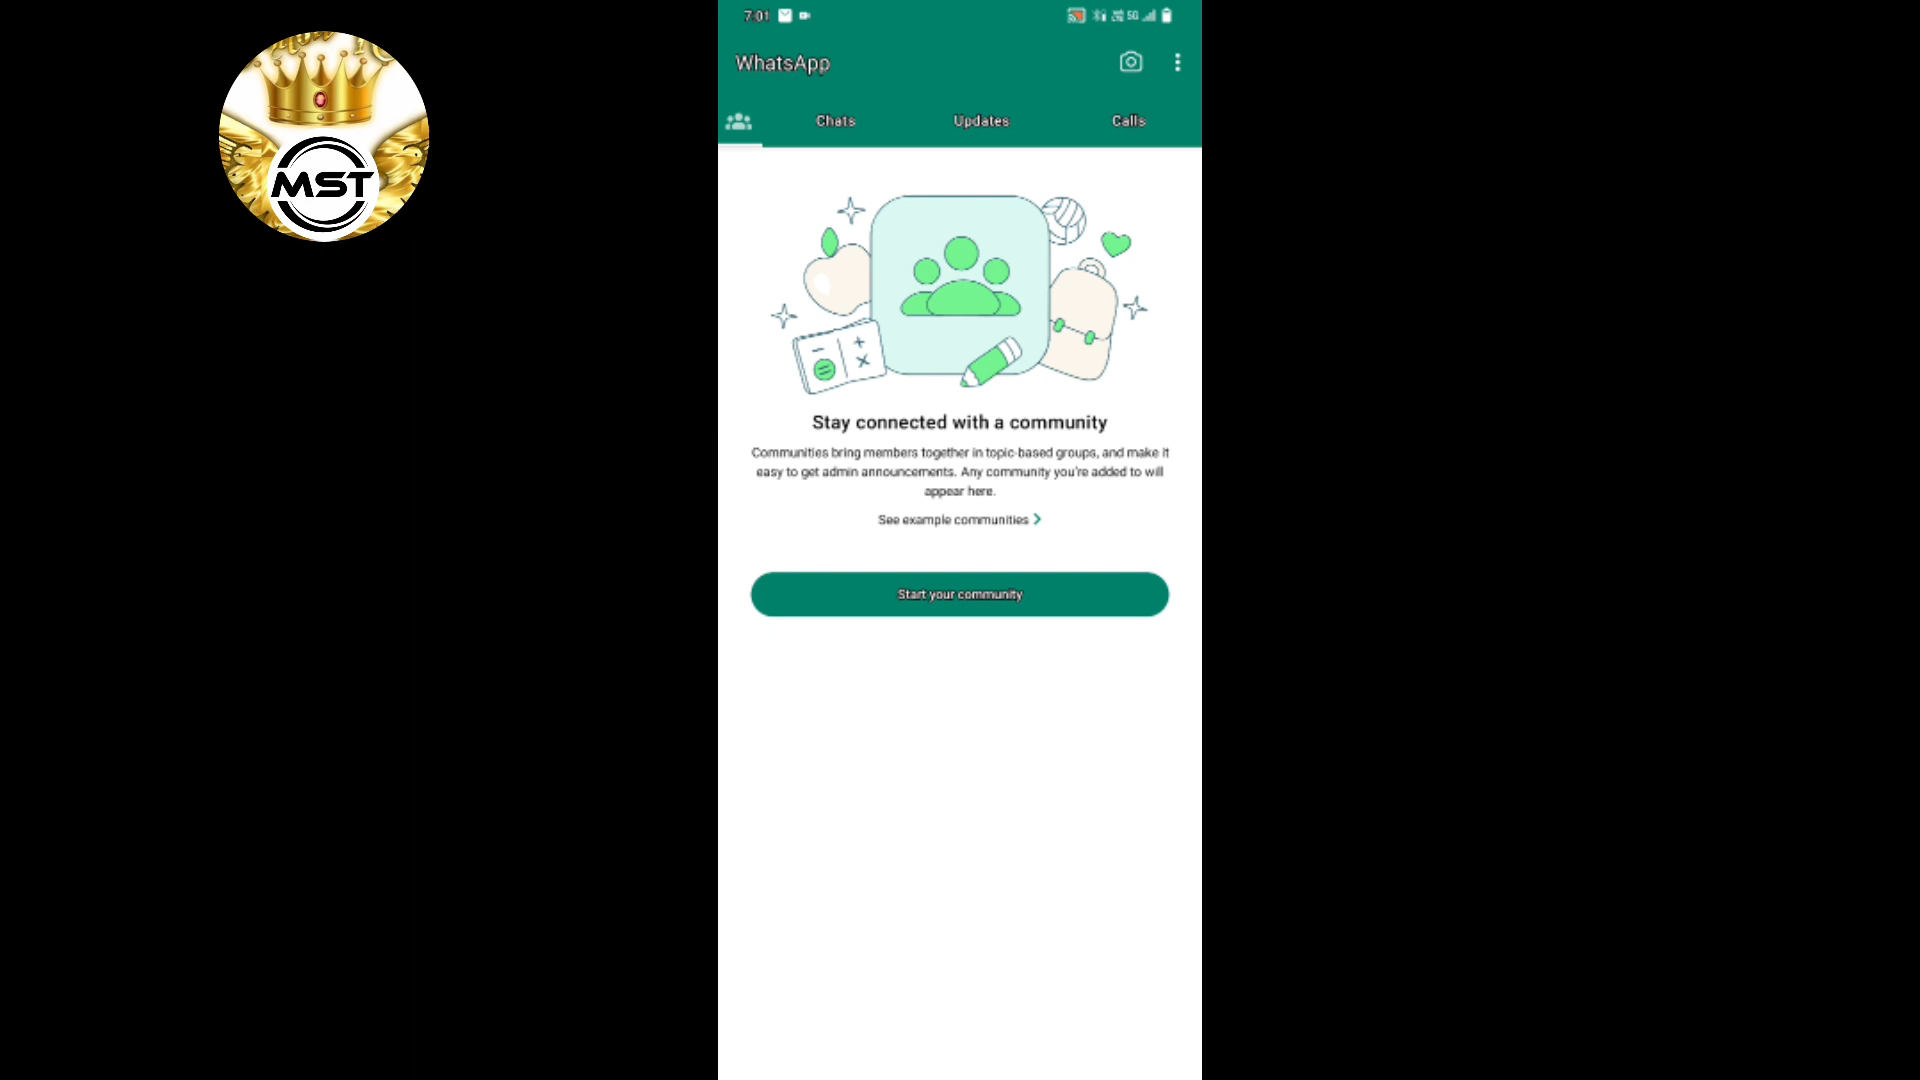 MST
7:01
5G
WhatsApp
Chats Updates Calls
Stay connected with a community
Communities bring members together in topic-based groups, and make it
easy to get admin announcements. Any community you're added to will
appear here.
See example communities
Start your community